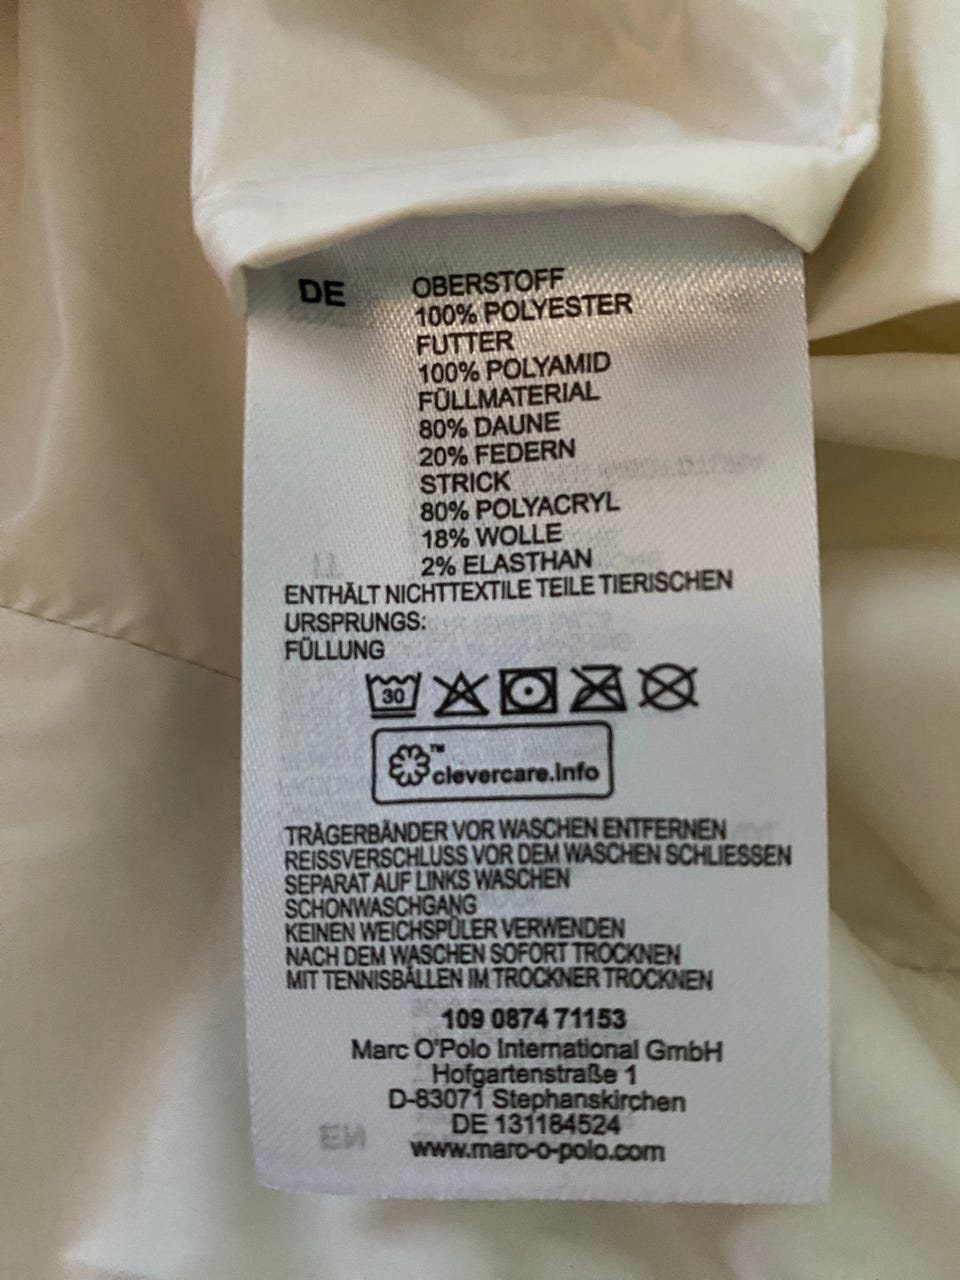 DE OBERSTOFF
100% POLYESTER
FUTTER
100% POLYAMID
FÜLLMATERIAL
80% DAUNE
20% FEDERN
STRICK
80% POLYACRYL
18% WOLLE
2% ELASTHAN
ENTHÄLT NICHTTEXTILE TEILE TIERISCHEN
URSPRUNGS:
FÜLLUNG
30
™
clevercare.info
TRÄGERBÄNDER VOR WASCHEN ENTFERNEN
REISSVERSCHLUSS VOR DEM WASCHEN SCHLIESSEN
SEPARAT AUF LINKS WASCHEN
SCHONWASCHGANG
KEINEN WEICHSPÜLER VERWENDEN
NACH DEM WASCHEN SOFORT TROCKNEN
MIT TENNISBÄLLEN IM TROCKNER TROCKNEN
109 0874 71153
Marc O'Polo International GmbH
Hofgartenstraße 1
D-83071 Stephanskirchen
DE 131184524
www.marc-o-polo.com
EN